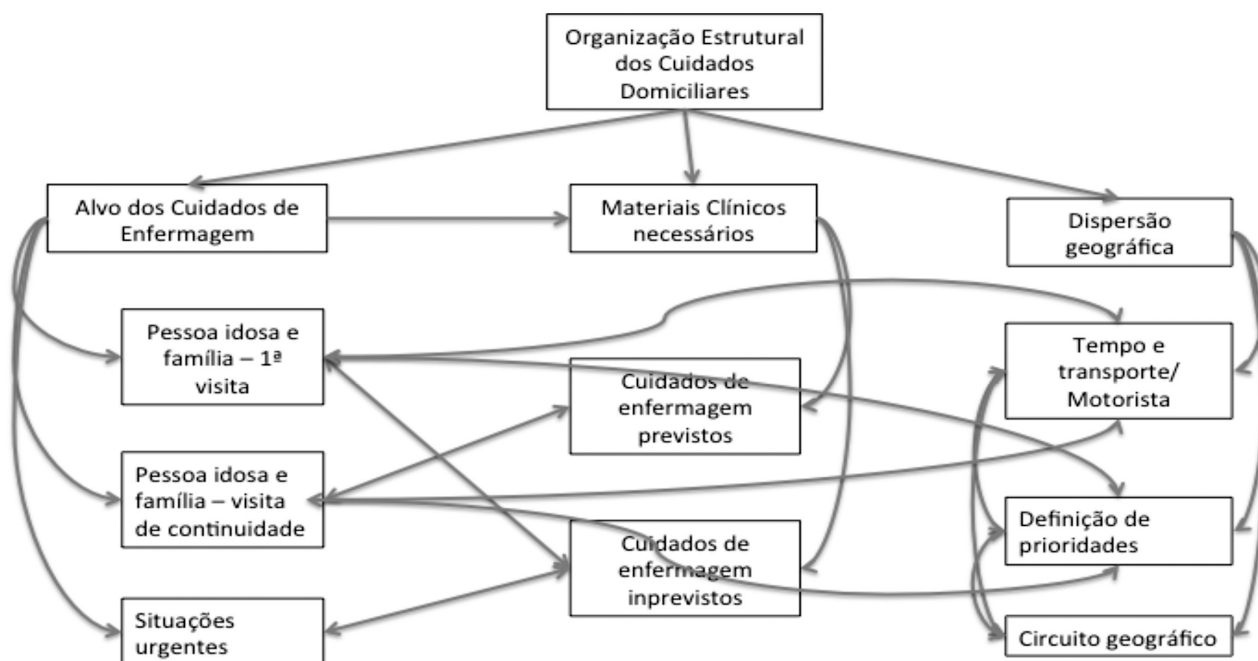 Organização Estrutural
dos Cuidados
Domiciliares
Alvo dos Cuidados de
Enfermagem
Materiais Clínicos
necessários
Dispersão
geográfica
Pessoa idosa e
família – 1ª
visita
Cuidados de
enfermagem
previstos
Tempo e
transporte/
Motorista
Pessoa idosa e
família – visita
de continuidade
Cuidados de
enfermagem
inprevistos
Definição de
prioridades
Situações
urgentes
Circuito geográfico